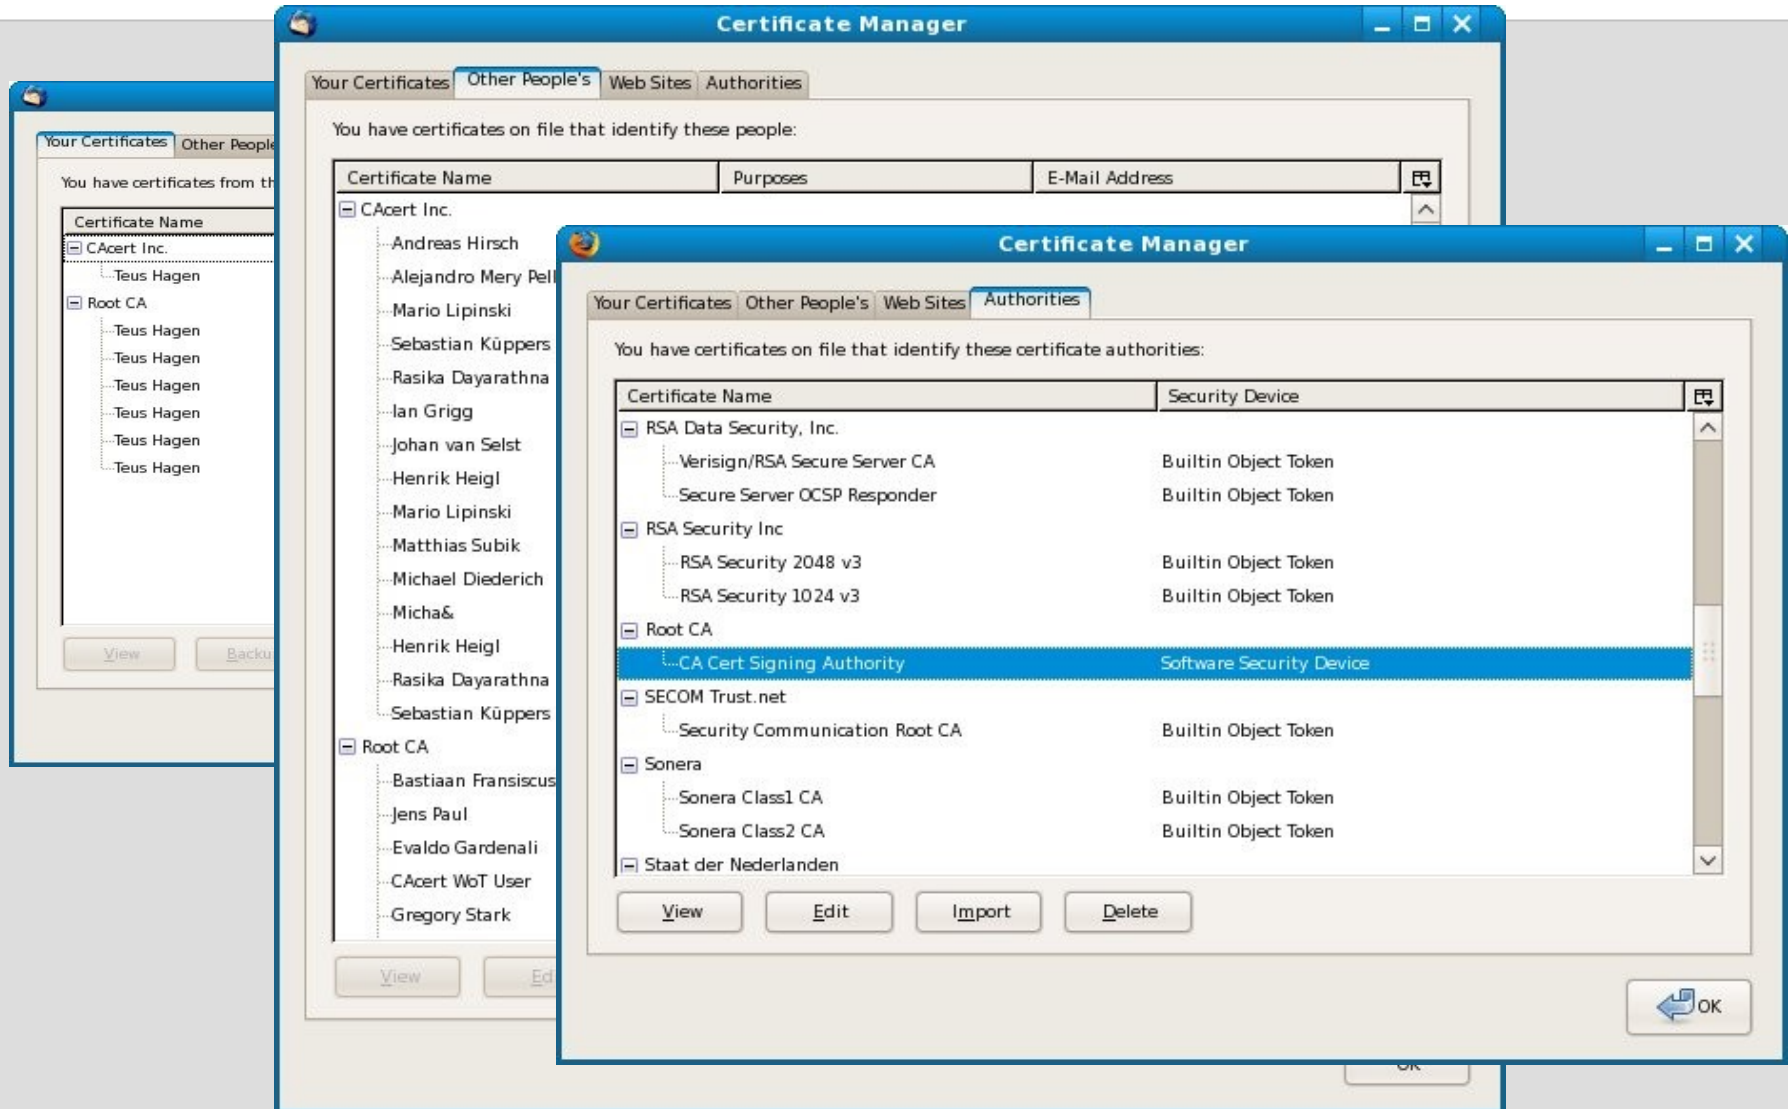 Certificate Manager
Your Certificates Other People's Web Sites Authorities
You have certificates on file that identify these people:
Certificate Name Purposes E-Mail Address
CAcert Inc.
Andreas Hirsch
Alejandro Mery
Mario Lipinski
Sebastian Küppers
Rasika Dayarathna
Ian Grigg
Johan van Selst
Henrik Heigl
Mario Lipinski
Matthias Subik
Michael Diederich
Micha&
Henrik Heigl
Rasika Dayarathna
Sebastian Küppers
Root CA
Bastiaan Fransiscus
Jens Paul
Evaldo Gardenali
CAcert WoT User
Gregory Stark
View
OK
Your Certificates Other People
You have certificates from
Certificate Name
CAcert Inc.
Teus Hagen
Root CA
Teus Hagen
Teus Hagen
Teus Hagen
Teus Hagen
Teus Hagen
Teus Hagen
View
Certificate Manager
Your Certificates Other People's Web Sites Authorities
You have certificates on file that identify these certificate authorities:
Certificate Name Security Device
RSA Data Security, Inc.
Verisign/RSA Secure Server CA Builtin Object Token
Secure Server OCSP Responder Builtin Object Token
RSA Security Inc
RSA Security 2048 v3 Builtin Object Token
RSA Security 1024 v3 Builtin Object Token
Root CA
CA Cert Signing Authority Software Security Device
SECOM Trust.net
Security Communication Root CA Builtin Object Token
Sonera
Sonera Class1 CA Builtin Object Token
Sonera Class2 CA Builtin Object Token
Staat der Nederlanden
View Edit Import Delete
OK